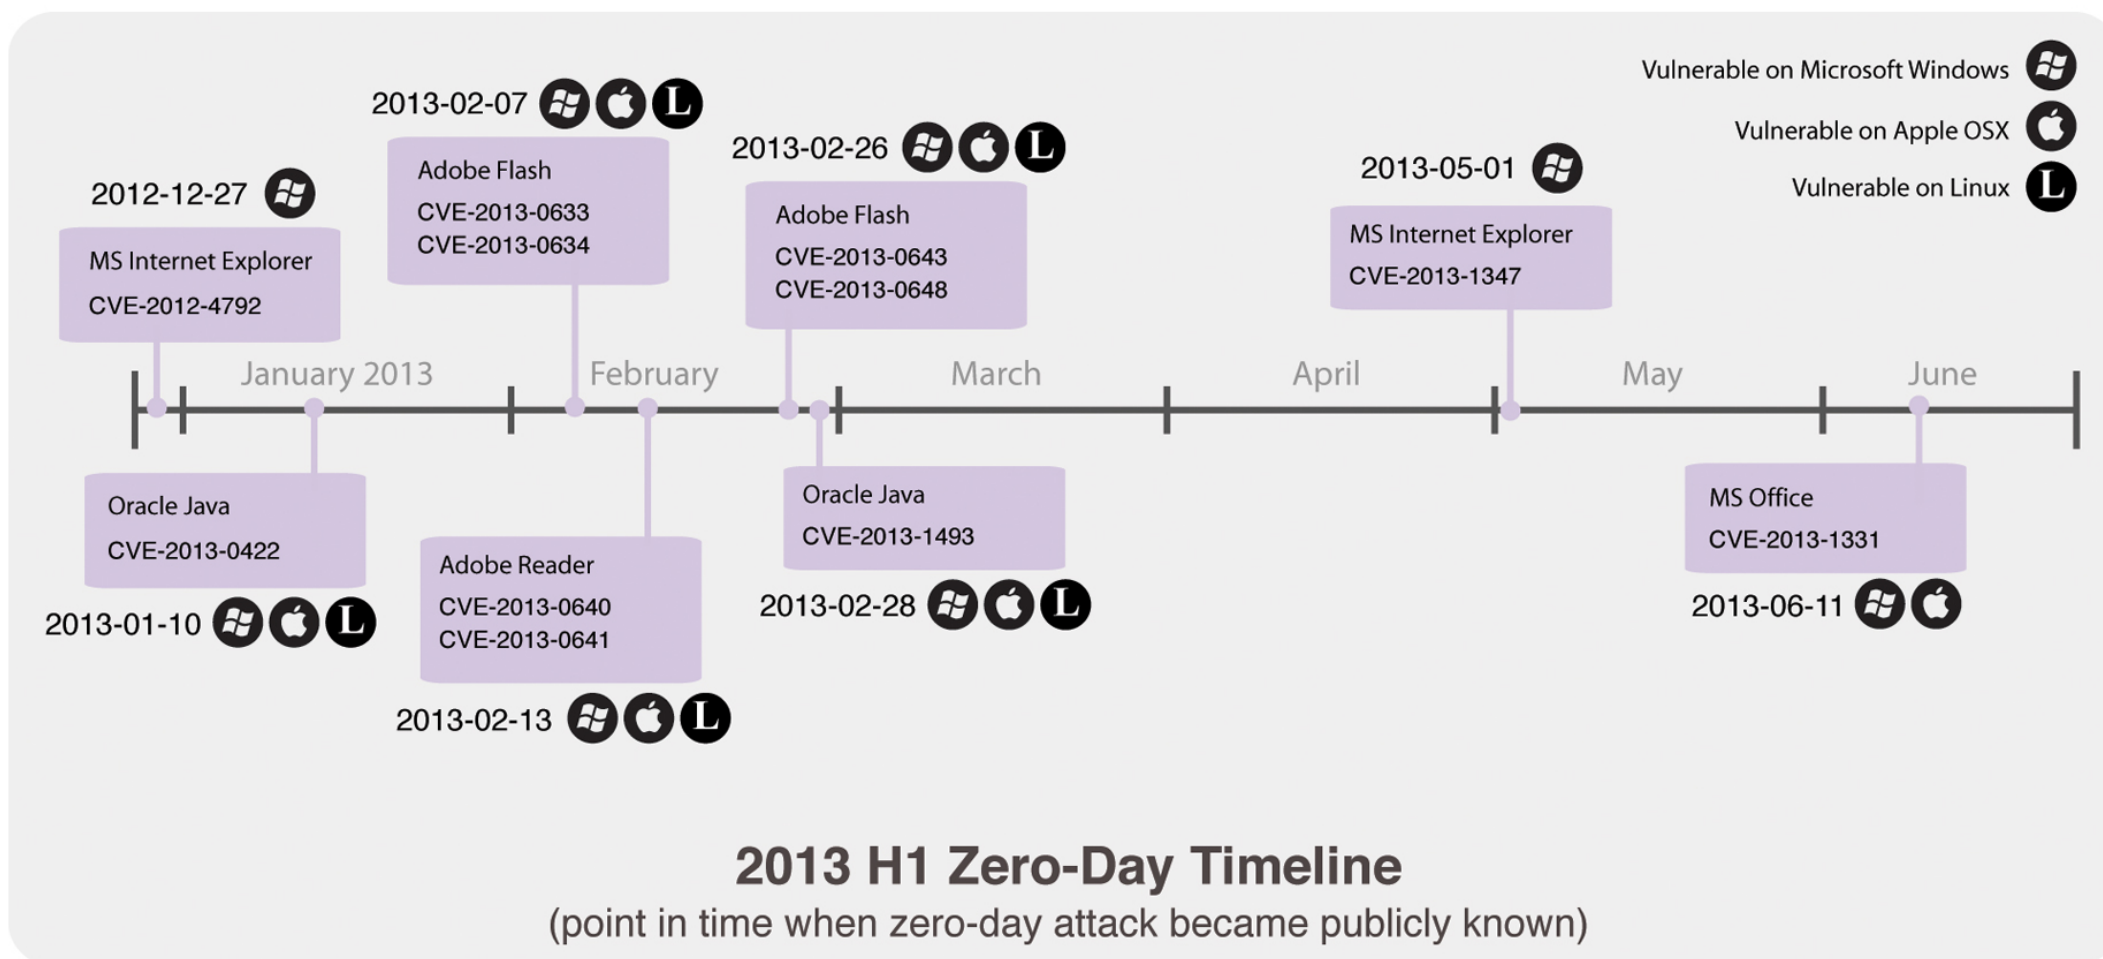 Vulnerable on Microsoft Windows
Vulnerable on Apple OSX
Vulnerable on Linux L
2012-12-27
MS Internet Explorer
CVE-2012-4792
2013-02-07 L
Adobe Flash
CVE-2013-0633
CVE-2013-0634
2013-02-26 L
Adobe Flash
CVE-2013-0643
CVE-2013-0648
2013-05-01
MS Internet Explorer
CVE-2013-1347
January 2013 February March April May June
Oracle Java
CVE-2013-0422
2013-01-10 L
Adobe Reader
CVE-2013-0640
CVE-2013-0641
2013-02-13 L
Oracle Java
CVE-2013-1493
2013-02-28 L
MS Office
CVE-2013-1331
2013-06-11
2013 H1 Zero-Day Timeline
(point in time when zero-day attack became publicly known)